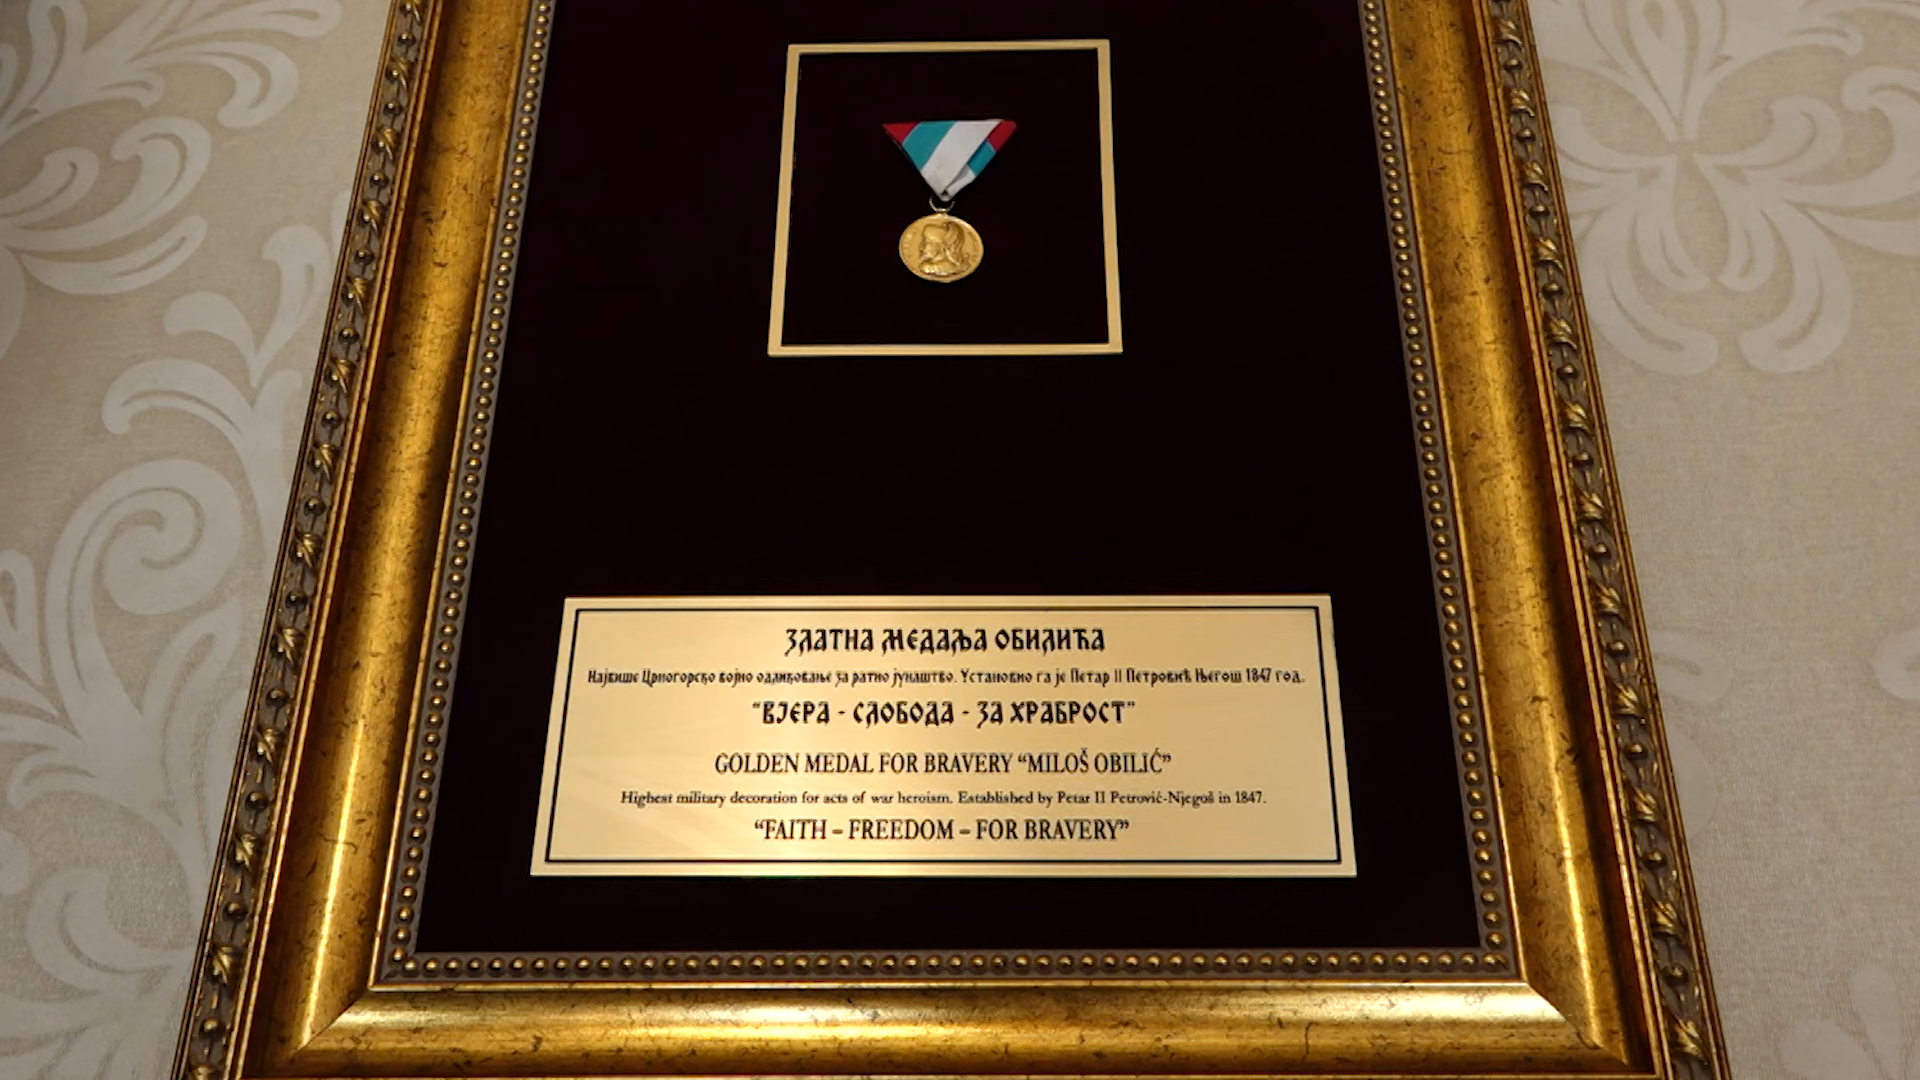 ЗЛАТНА МЕДАЉА ОБИЛИЋА
Највише Црногорско војно одликовање за ратно јунаштво. Установио га је Петар II Петровић Његош 1847 год.
"ВЈЕРА - СЛОБОДА - ЗА ХРАБРОСТ"
GOLDEN MEDAL FOR BRAVERY “MILOŠ OBILIĆ”
Highest military decoration for acts of war heroism. Established by Petar II Petrović-Njegoš in 1847.
“FAITH – FREEDOM – FOR BRAVERY”